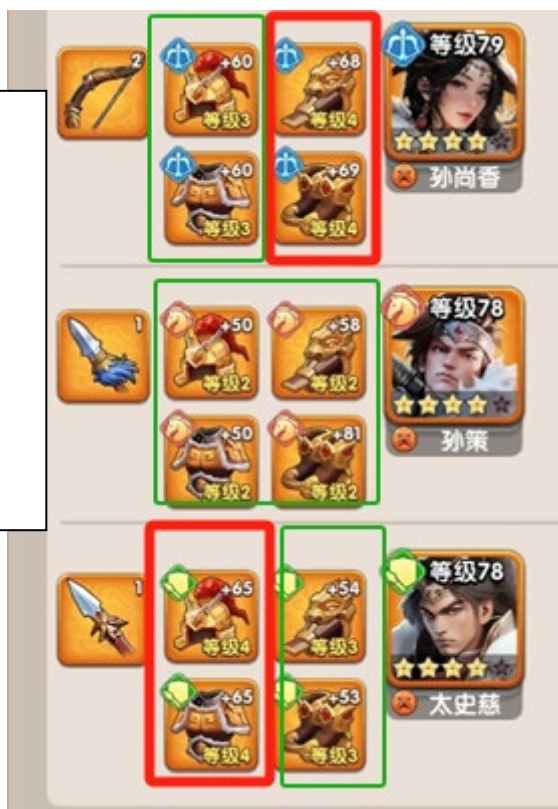 2 +60 +68 等级79
等级3 等级4
+60 +69
等级3 等级4 孙尚香
1 +50 +58 等级78
等级2 等级2
+50 +81
等级2 等级2 孙策
1 +65 +54 等级78
等级4 等级3
+65 +53
等级4 等级3 太史慈